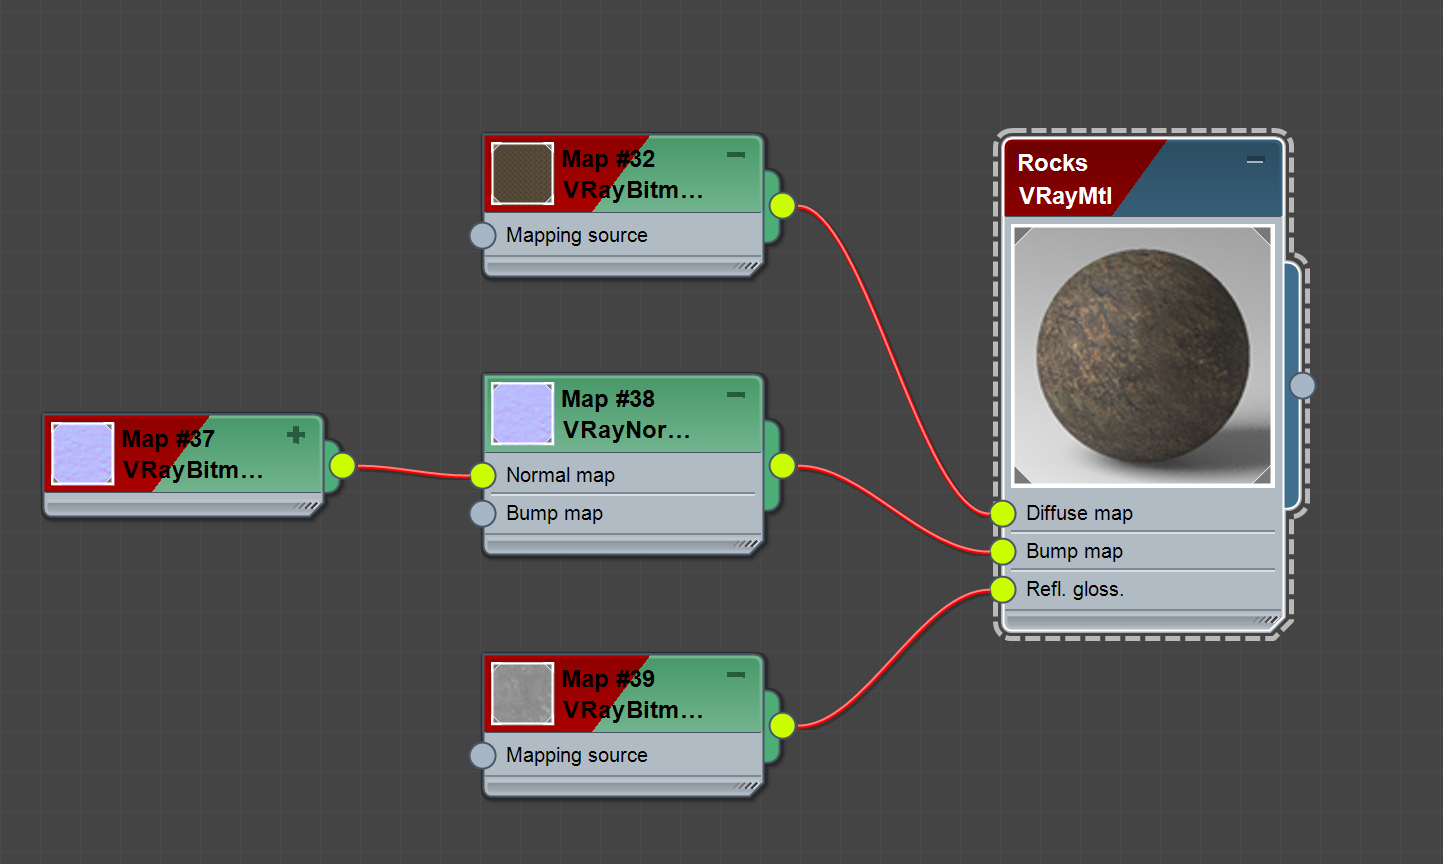 Map #32
VRayBitm...
Mapping source
Map #37
VRayBitm...
Map #38
VRayNor...
Normal map
Bump map
Map #39
VRayBitm...
Mapping source
Rocks
VRayMtl
Diffuse map
Bump map
Refl. gloss.